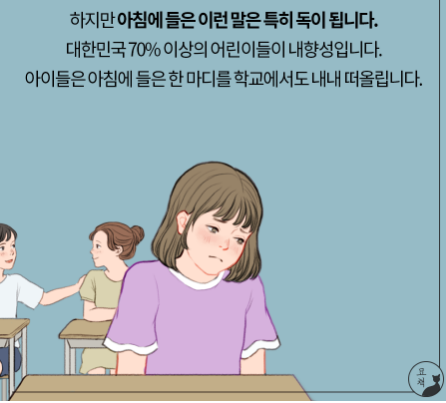 하지만 아침에 들은 이런 말은 특히 독이 됩니다.
대한민국 70% 이상의 어린이들이 내향성입니다.
아이들은 아침에 들은 한 마디를 학교에서도 내내 떠올립니다.